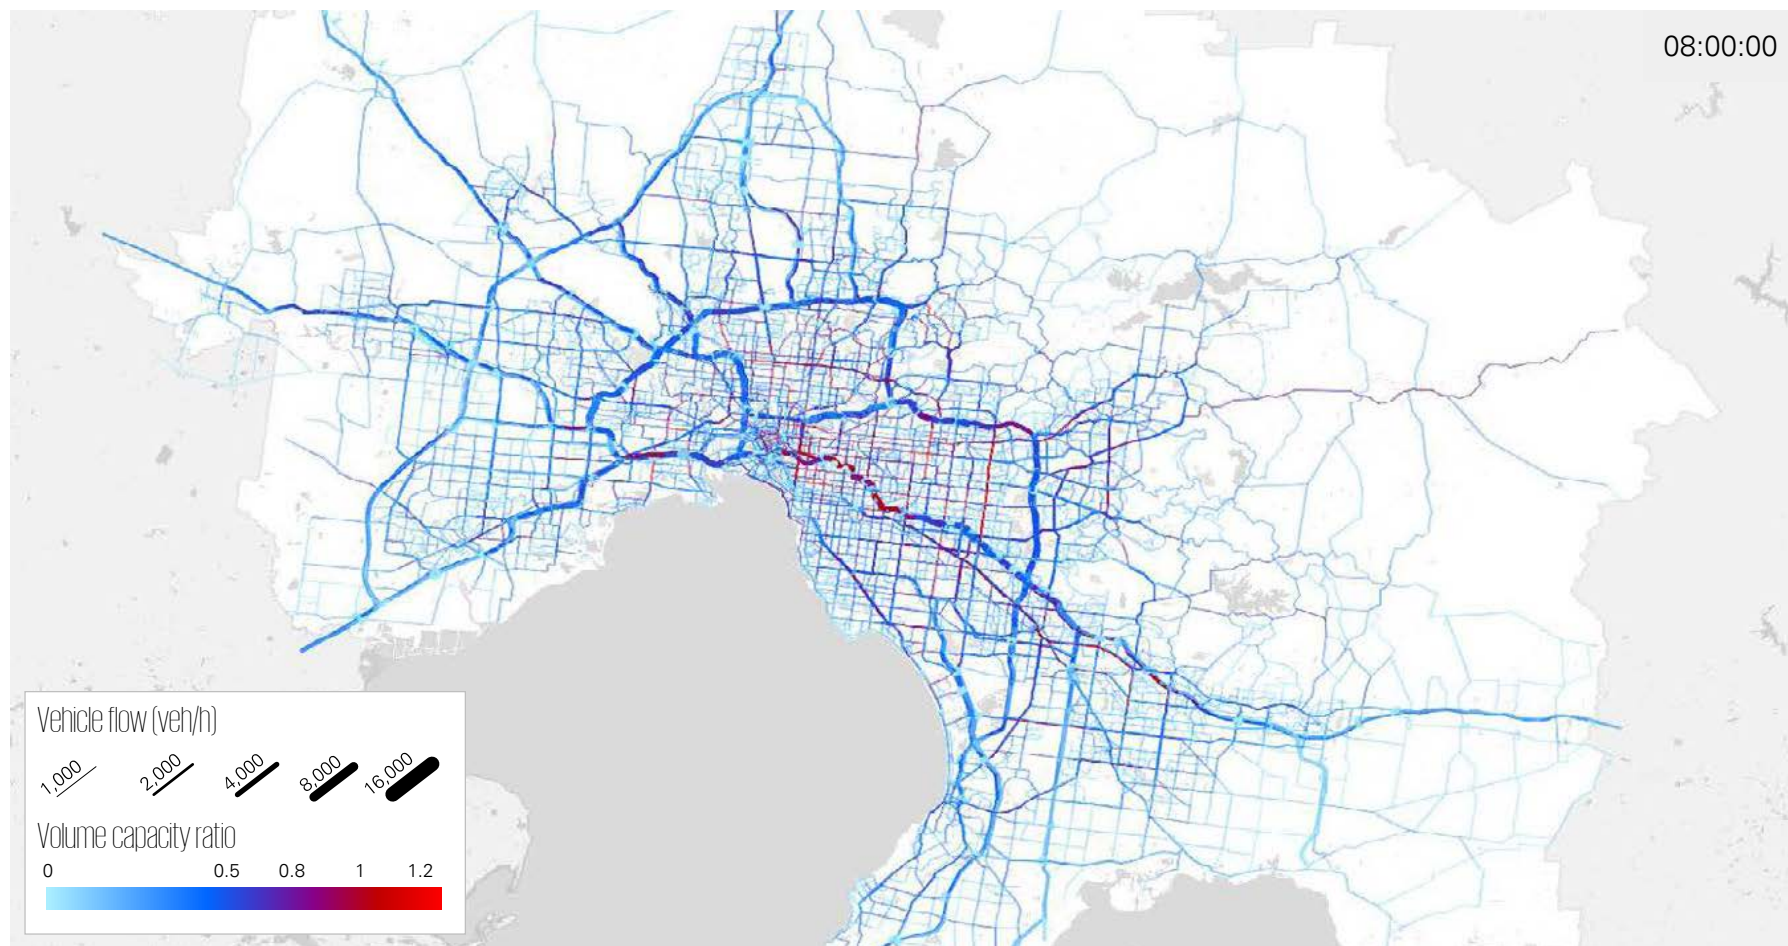 08:00:00
Vehicle flow (veh/h)
1,000 2,000 4,000 8,000 16,000
Volume capacity ratio
0 0.5 0.8 1 1.2